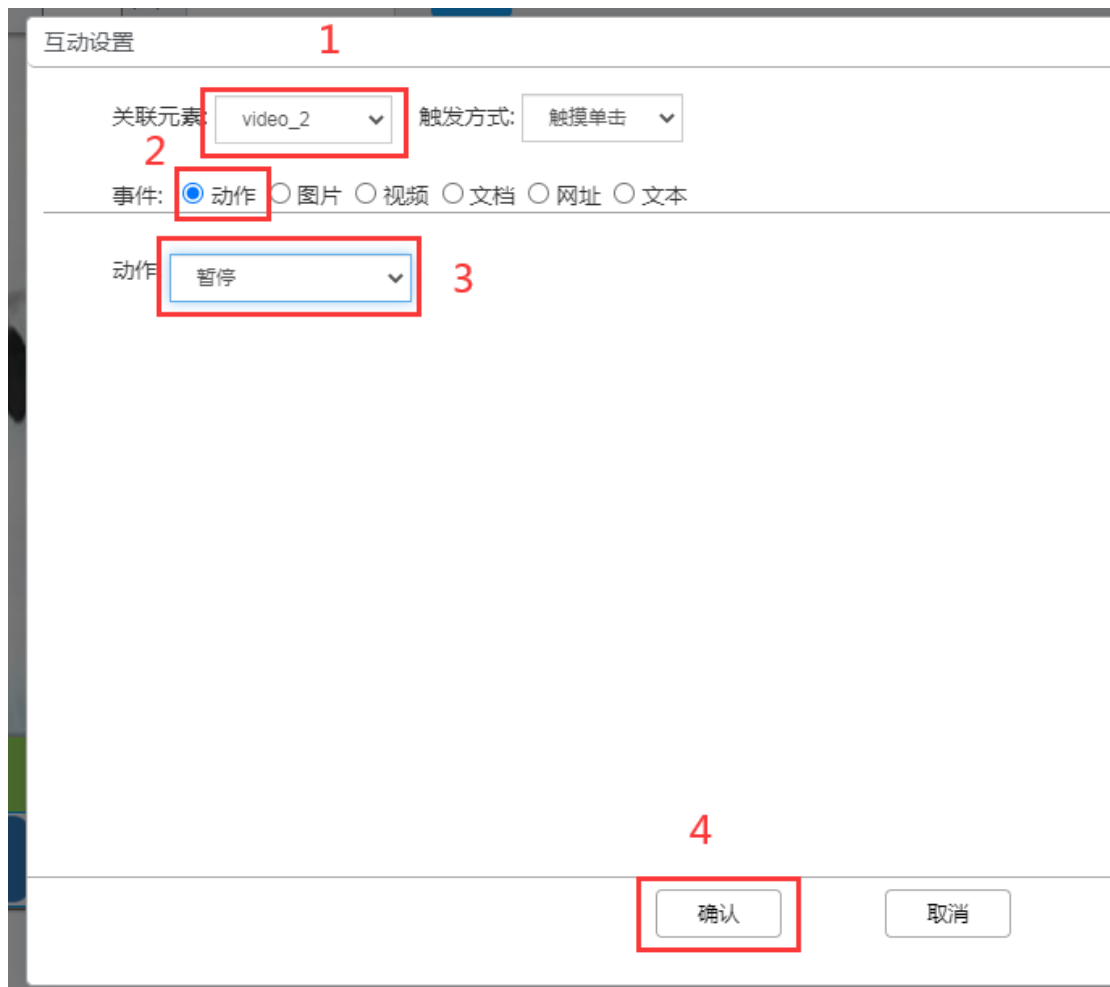 互动设置
1
关联元素: video_2 触发方式: 触摸单击
2
事件: 动作 图片 视频 文档 网址 文本
动作 暂停
3
4
确认 取消